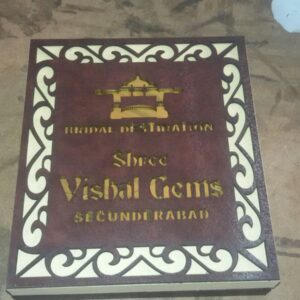 BRIDAL DESTINATION
Shree
Vishal Gems
SECUNDERABAD